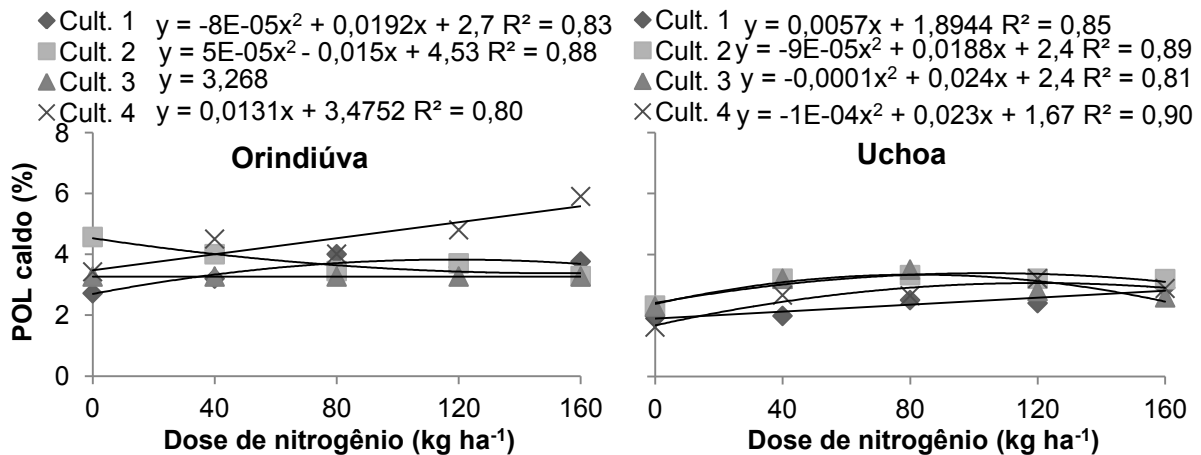 Cult. 1 y = -8E-05x² + 0,0192x + 2,7 R² = 0,83
Cult. 2 y = 5E-05x² - 0,015x + 4,53 R² = 0,88
Cult. 3 y = 3,268
Cult. 4 y = 0,0131x + 3,4752 R² = 0,80
Cult. 1 y = 0,0057x + 1,8944 R² = 0,85
Cult. 2 y = -9E-05x² + 0,0188x + 2,4 R² = 0,89
Cult. 3 y = -0,0001x² + 0,024x + 2,4 R² = 0,81
Cult. 4 y = -1E-04x² + 0,023x + 1,67 R² = 0,90
POL caldo (%)
8
6
4
2
0
Orindiúva
0 40 80 120 160
Dose de nitrogênio (kg ha⁻¹)
Uchoa
0 40 80 120 160
Dose de nitrogênio (kg ha⁻¹)